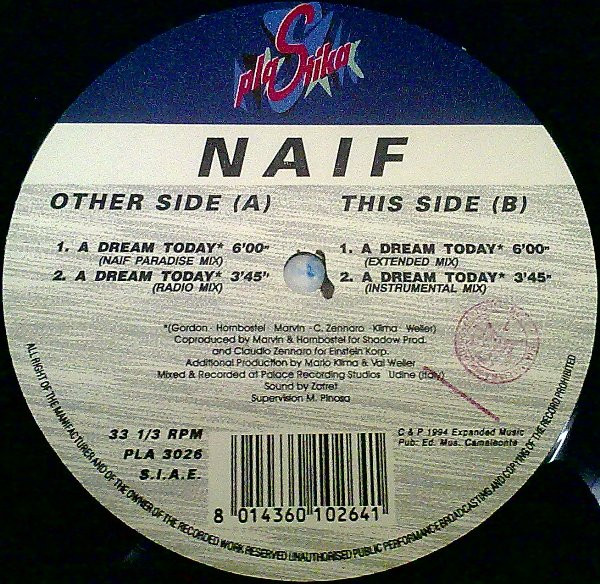 plaStika
NAIF
OTHER SIDE (A)
1. A DREAM TODAY* 6'00"
(NAIF PARADISE MIX)
2. A DREAM TODAY* 3'45"
(RADIO MIX)
THIS SIDE (B)
1. A DREAM TODAY* 6'00"
(EXTENDED MIX)
2. A DREAM TODAY* 3'45"
(INSTRUMENTAL MIX)
*(Gordon - Hornbostel - Marvin - C. Zennaro - Klima - Weller)
Coproduced by Marvin & Hornbostel for Shadow Prod.
and Claudio Zennaro for Einstein Korp.
Additional Production by Mario Klima & Val Weller
Mixed & Recorded at Palace Recording Studios Udine (Italy)
Sound by Zatret
Supervision M. Pinosa
33 1/3 RPM
PLA 3026
S.I.A.E.
C & P 1994 Expanded Music
Pub: Ed. Mus. Camaleonte
8 014360 102641
ALL RIGHT OF THE MANUFACTURER AND OF THE OWNER OF THE RECORDED WORK RESERVED UNAUTHORISED PUBLIC PERFORMANCE BROADCASTING AND COPYING OF THE RECORD PROHIBITED